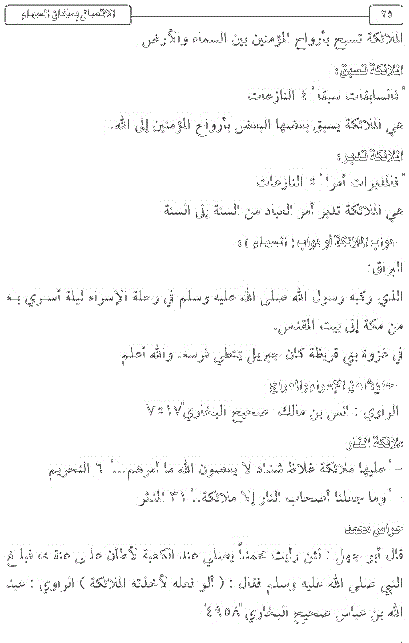 ٢٥
الملائكة تسبح بأرواح المؤمنين بين السماء والأرض
الملائكة تسبق:
"فالسابقات سبقا" ٤ النازعات
هي الملائكة يسبق بعضها البعض بأرواح المؤمنين إلى الله.
الملائكة تدبر:
"فالمدبرات أمرا" ٥ النازعات
هي الملائكة تدبر أمر العباد من السنة إلى السنة
دواب الملائكة أو دواب ( السماء ) :
البراق:
الذي ركبه رسول الله صلى الله عليه وسلم في رحلة الإسراء ليلة أسري به
من مكة إلى بيت المقدس.
في غزوة بني قريظة كان جبريل يمتطي فرسه. والله أعلم
حديث عن الإسراء والمعراج
الراوي : أنس بن مالك صحيح البخاري "٧٥١٧
ملائكة النار
- "عليها ملائكة غلاظ شداد لا يعصون الله ما أمرهم..." ٦ التحريم
- "وما جعلنا أصحاب النار إلا ملائكة.." ٣١ المدثر
حراس محمد
قال أبو جهل : لئن رأيت محمدا يصلي عند الكعبة لأطأن على عنقه، فبلغ
النبي صلى الله عليه وسلم فقال : ( ألو فعله لأخذته الملائكة ) الراوي : عبد
الله بن عباس صحيح البخاري "٤٩٥٨"